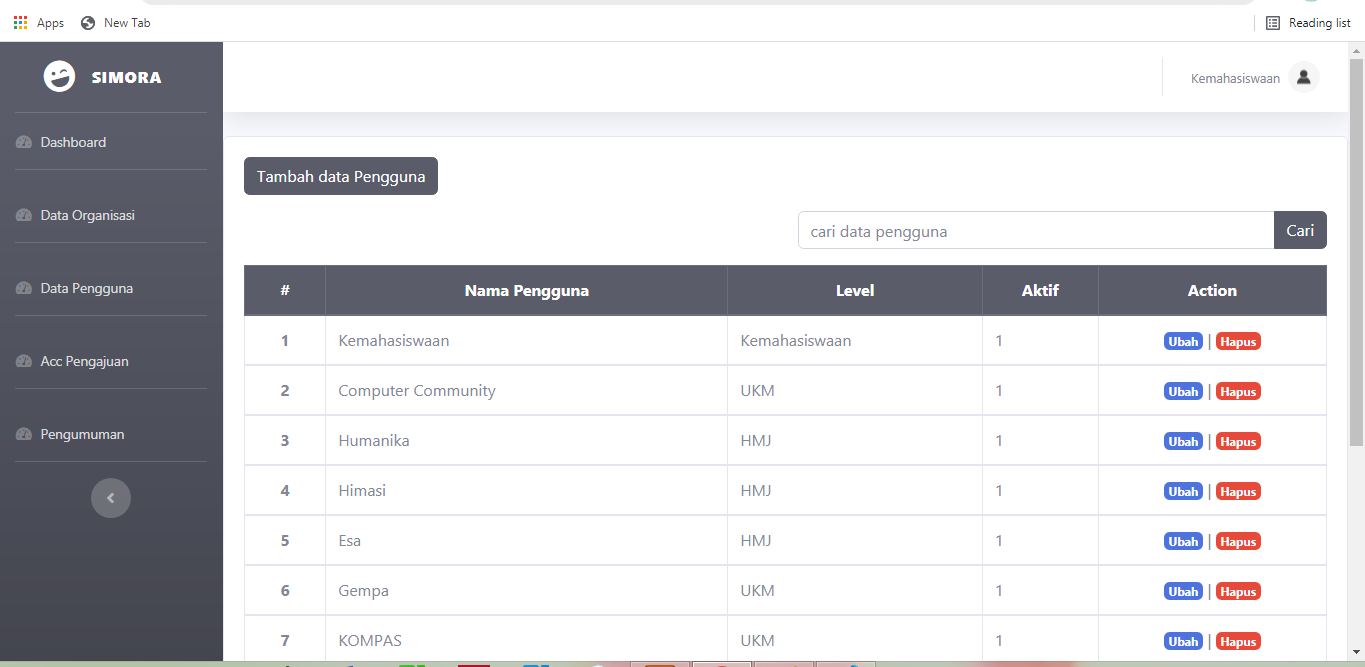 Apps New Tab Reading list
SIMORA
Kemahasiswaan
Dashboard
Data Organisasi
Data Pengguna
Acc Pengajuan
Pengumuman
Tambah data Pengguna
cari data pengguna Cari
# Nama Pengguna Level Aktif Action
1 Kemahasiswaan Kemahasiswaan 1 Ubah | Hapus
2 Computer Community UKM 1 Ubah | Hapus
3 Humanika HMJ 1 Ubah | Hapus
4 Himasi HMJ 1 Ubah | Hapus
5 Esa HMJ 1 Ubah | Hapus
6 Gempa UKM 1 Ubah | Hapus
7 KOMPAS UKM 1 Ubah | Hapus